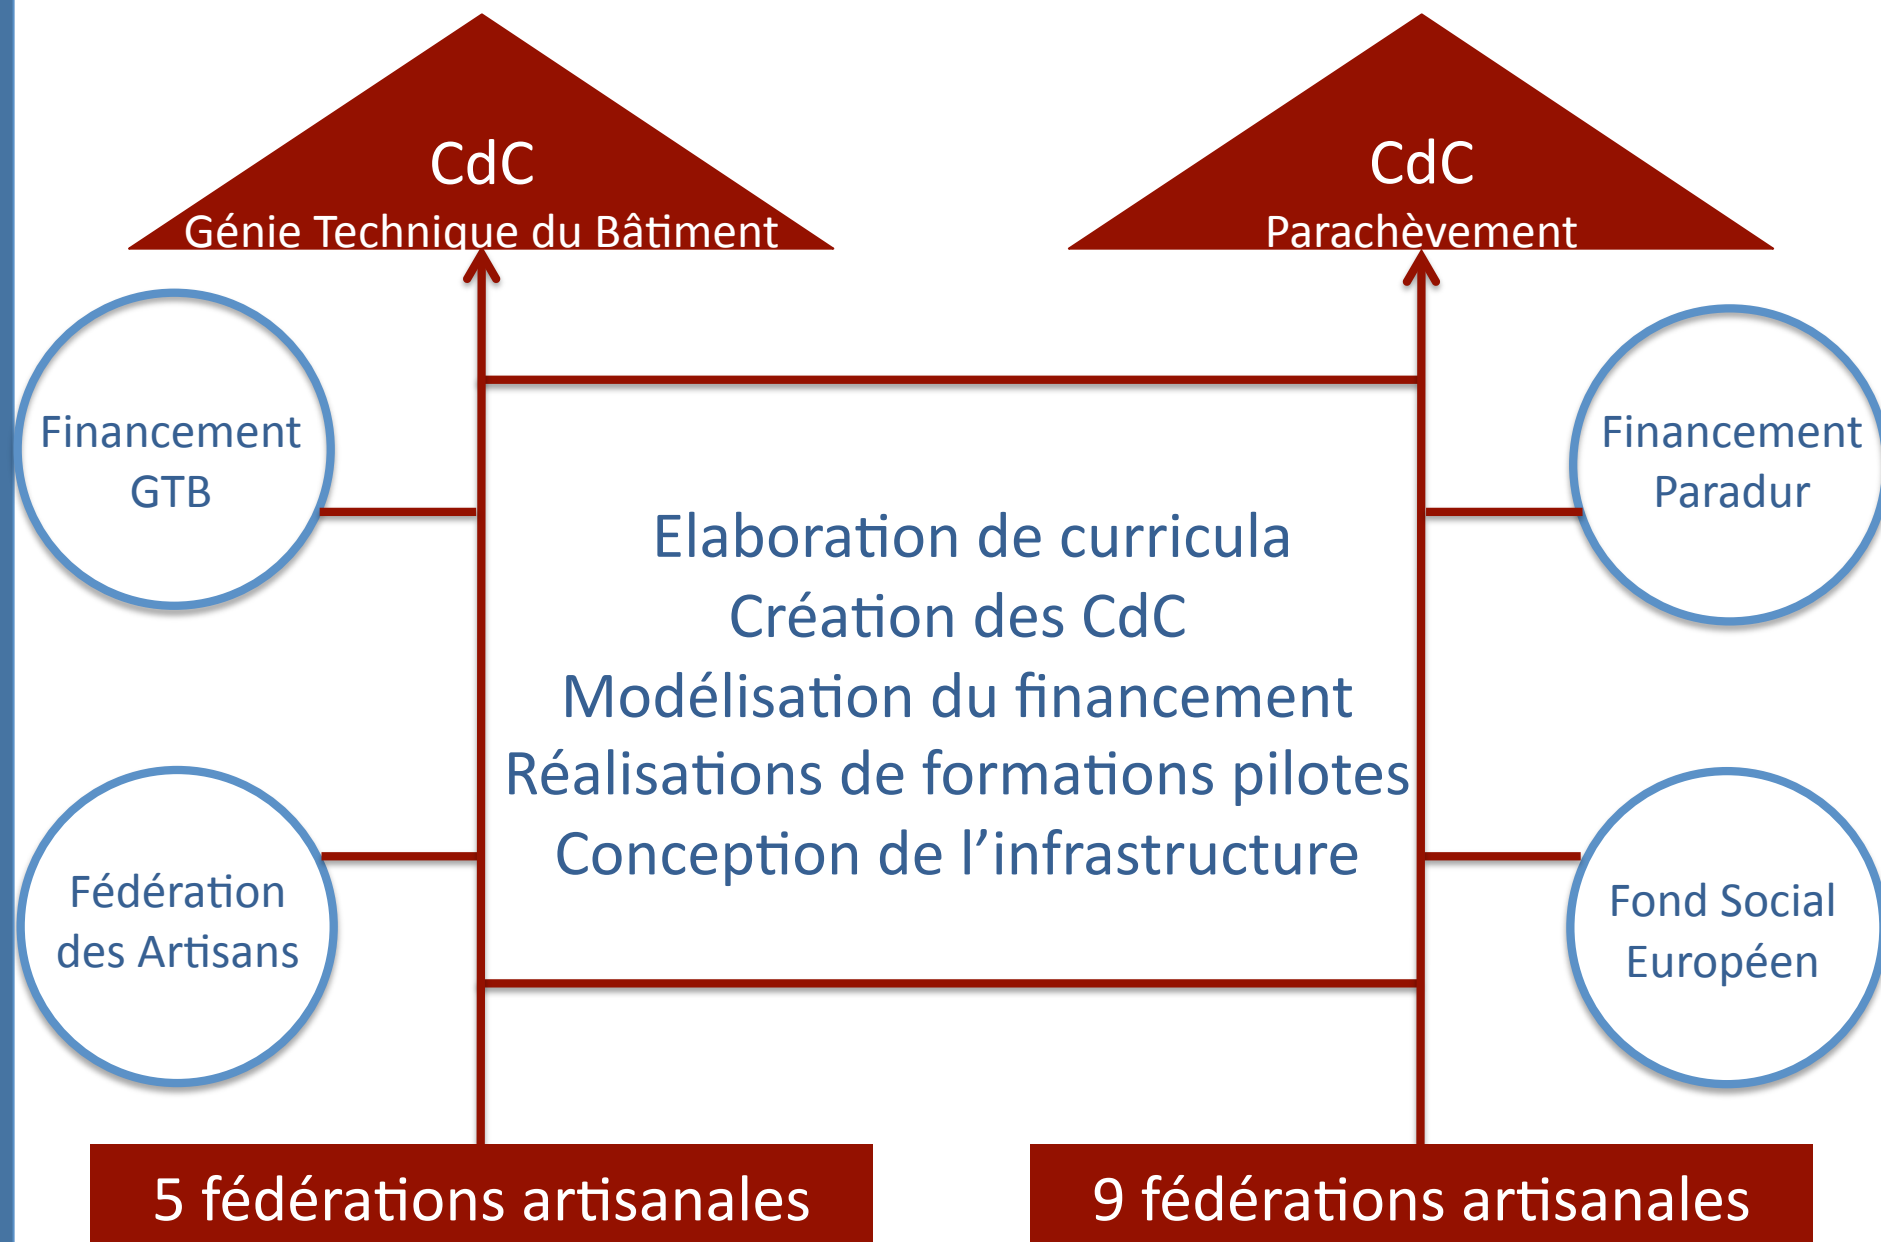 CdC
Génie Technique du Bâtiment
CdC
Parachèvement
Financement
GTB
Financement
Paradur
Elaboration de curricula
Création des CdC
Modélisation du financement
Réalisations de formations pilotes
Conception de l’infrastructure
Fédération
des Artisans
Fond Social
Européen
5 fédérations artisanales
9 fédérations artisanales